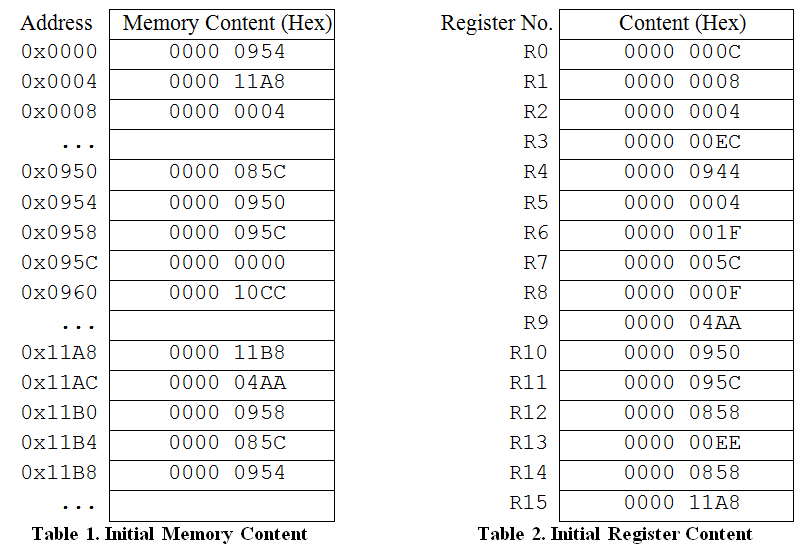 Address Memory Content (Hex) Register No. Content (Hex)
0x0000 0000 0954 R0 0000 000C
0x0004 0000 11A8 R1 0000 0008
0x0008 0000 0004 R2 0000 0004
... R3 0000 00EC
0x0950 0000 085C R4 0000 0944
0x0954 0000 0950 R5 0000 0004
0x0958 0000 095C R6 0000 001F
0x095C 0000 0000 R7 0000 005C
0x0960 0000 10CC R8 0000 000F
... R9 0000 04AA
0x11A8 0000 11B8 R10 0000 0950
0x11AC 0000 04AA R11 0000 095C
0x11B0 0000 0958 R12 0000 0858
0x11B4 0000 085C R13 0000 00EE
0x11B8 0000 0954 R14 0000 0858
... R15 0000 11A8
Table 1. Initial Memory Content Table 2. Initial Register Content